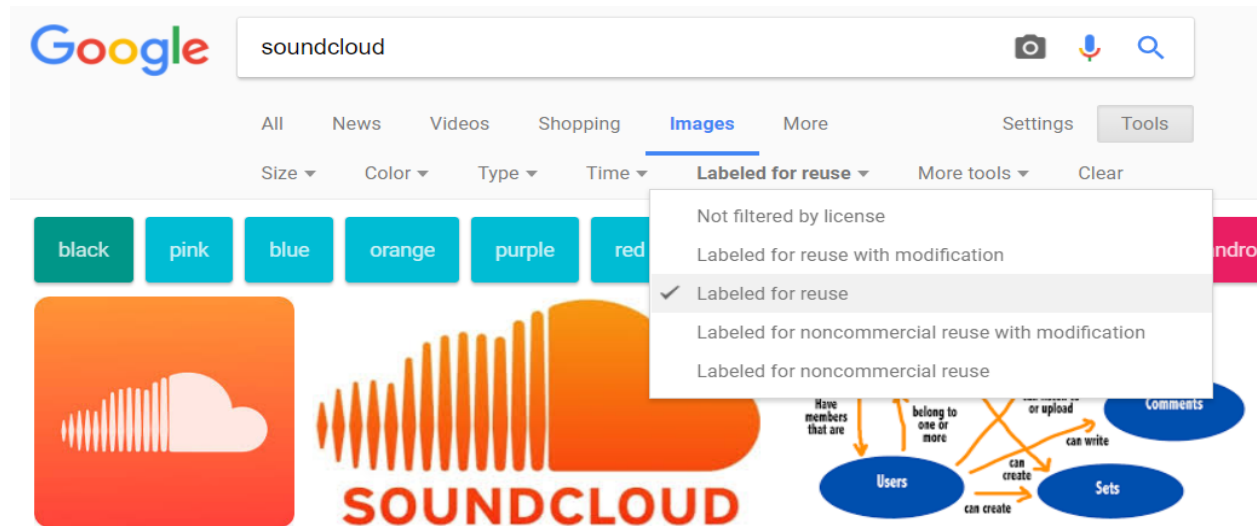 Google
soundcloud
All News Videos Shopping Images More Settings Tools
Size Color Type Time Labeled for reuse More tools Clear
Not filtered by license
Labeled for reuse with modification
Labeled for reuse
Labeled for noncommercial reuse with modification
Labeled for noncommercial reuse
black pink blue orange purple red
SOUNDCLOUD
Have
members
that are
belong to
one or
more
or upload
Comments
can write
Users
can
create
Sets
can create